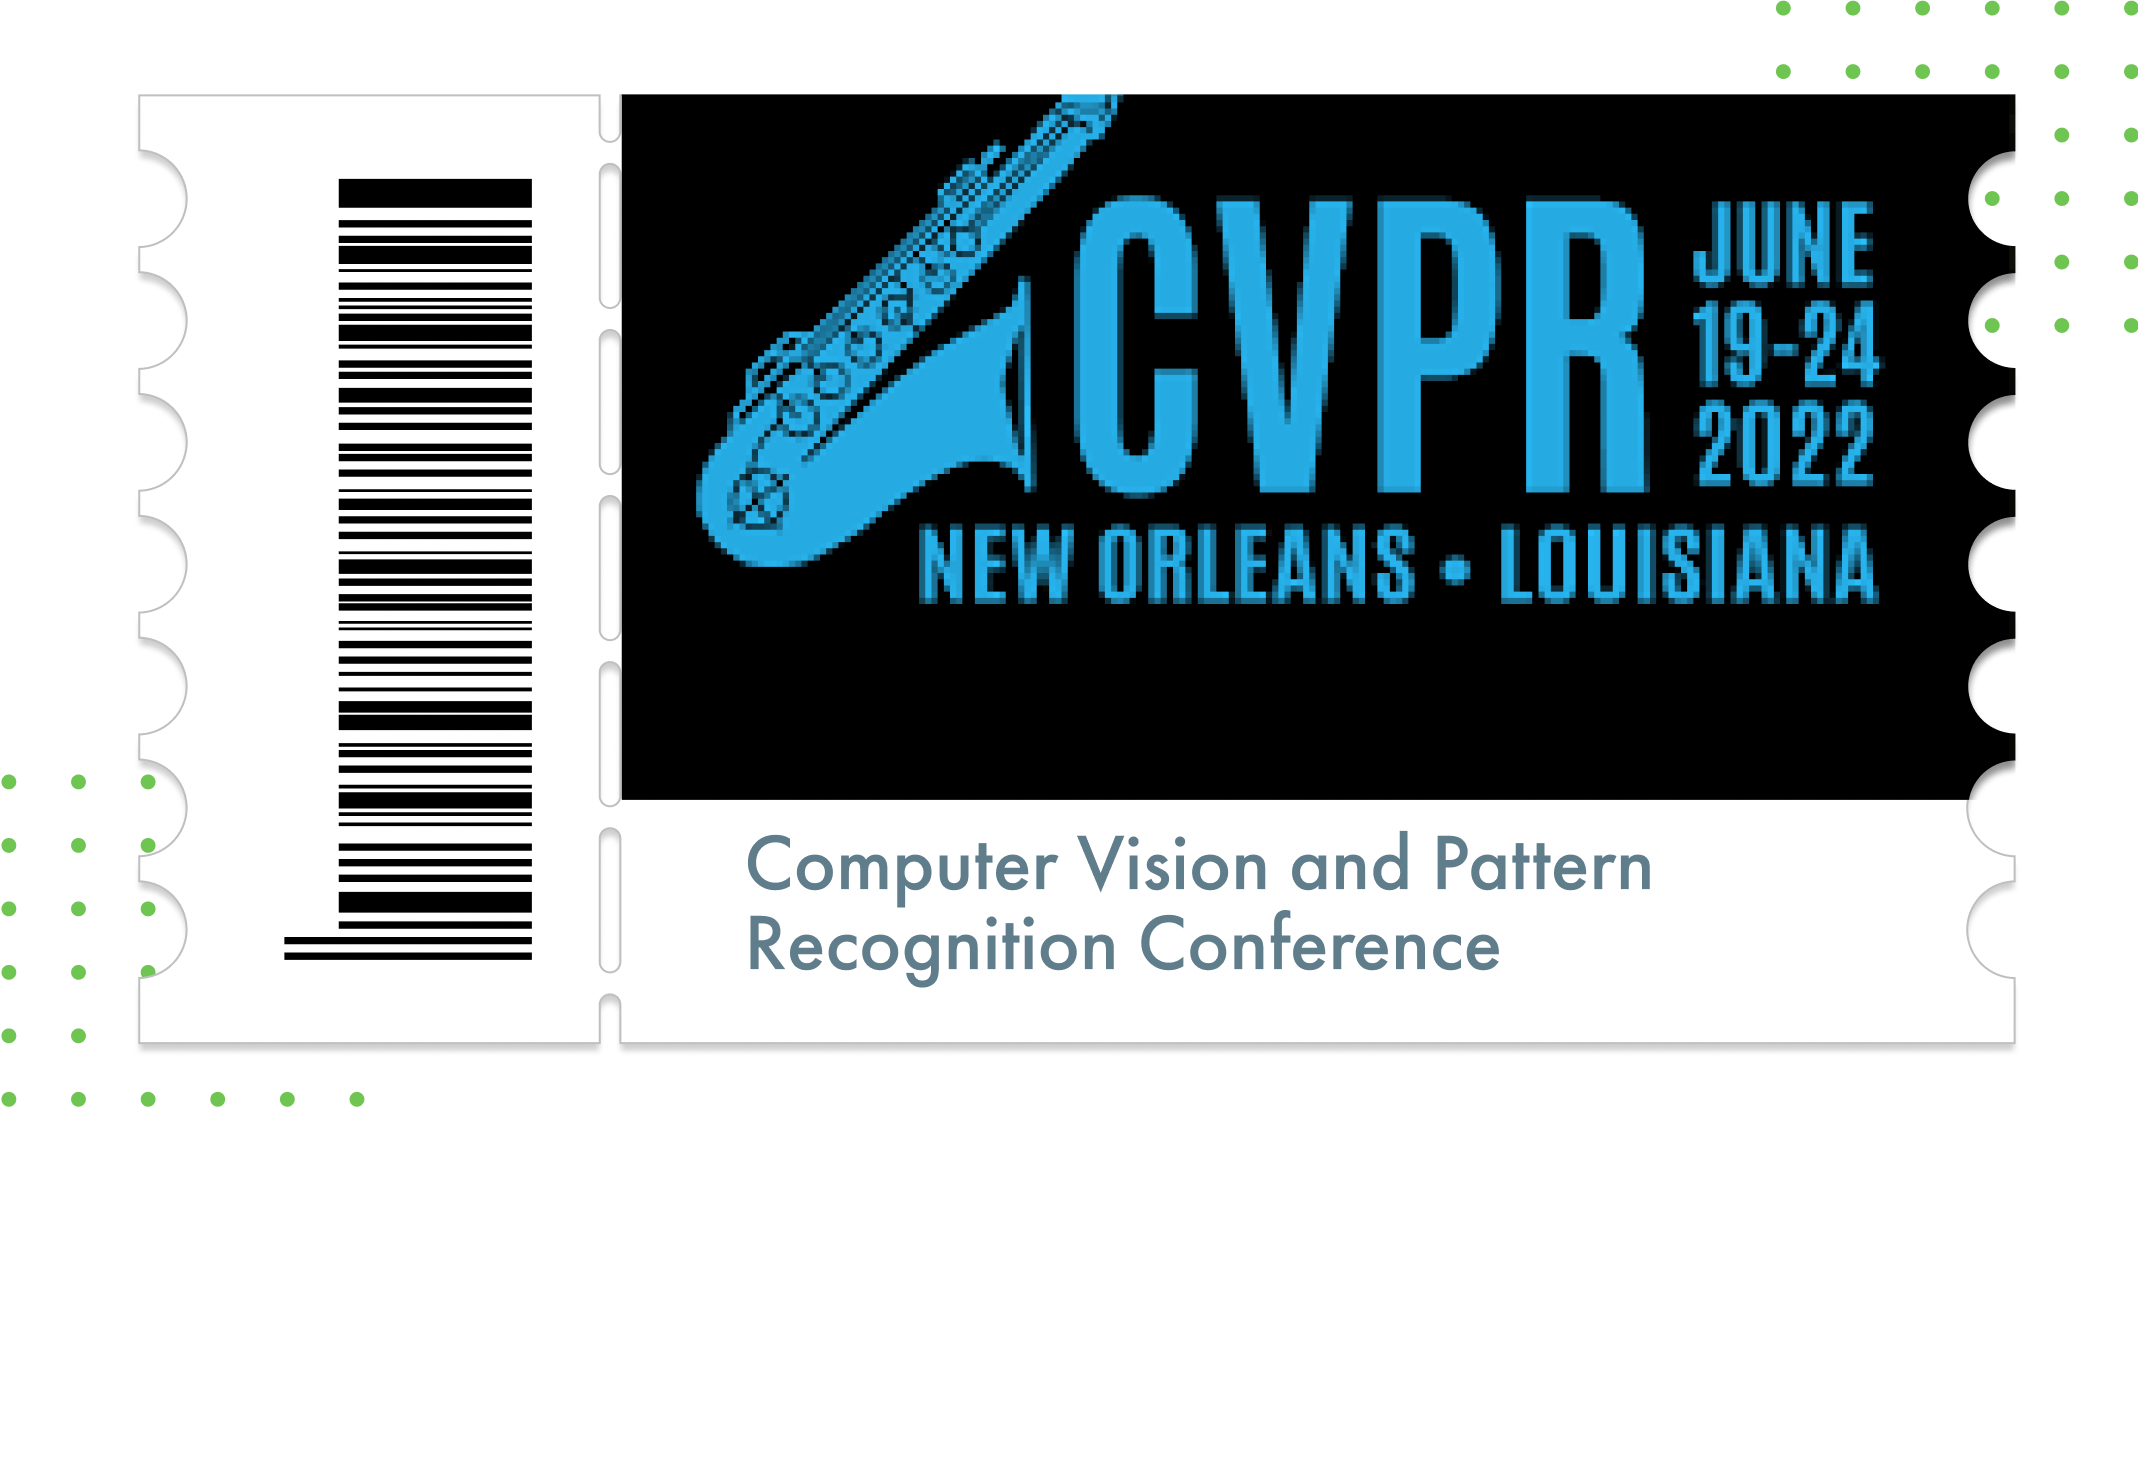 CVPR
JUNE
19-24
2022
NEW ORLEANS • LOUISIANA
Computer Vision and Pattern
Recognition Conference